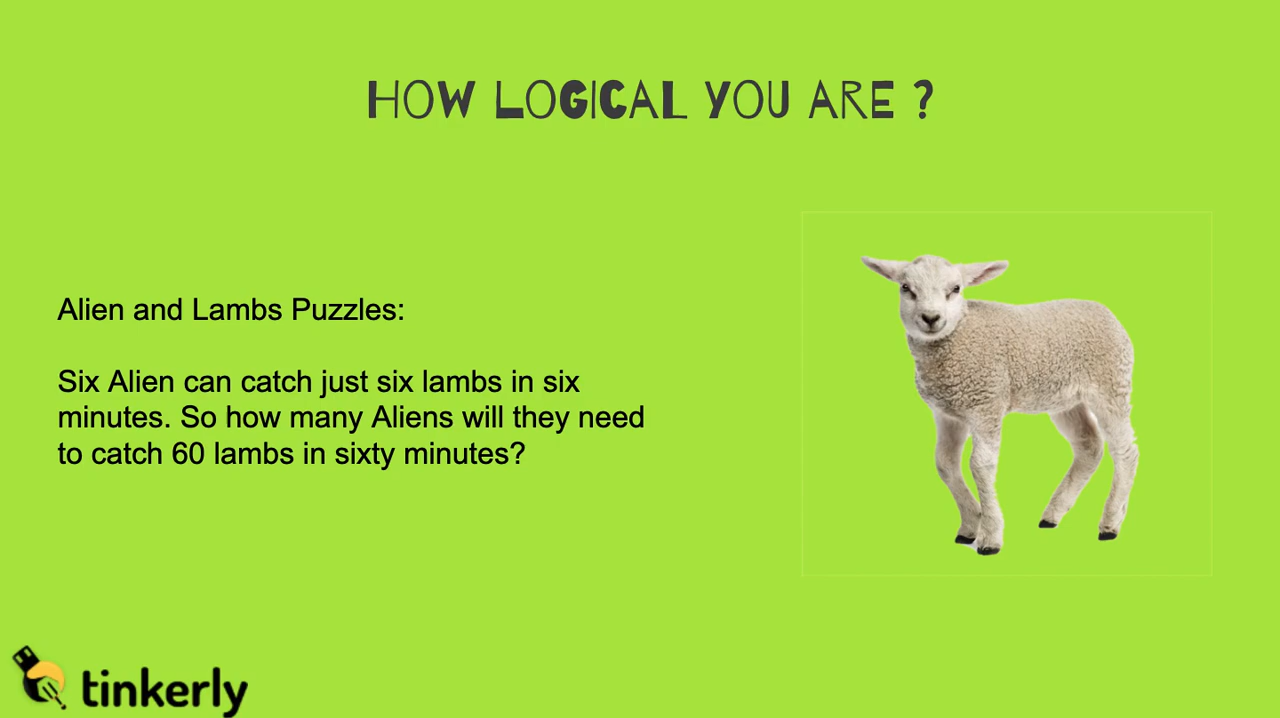 HOW LOGICAL YOU ARE ?
Alien and Lambs Puzzles:
Six Alien can catch just six lambs in six
minutes. So how many Aliens will they need
to catch 60 lambs in sixty minutes?
tinkerly